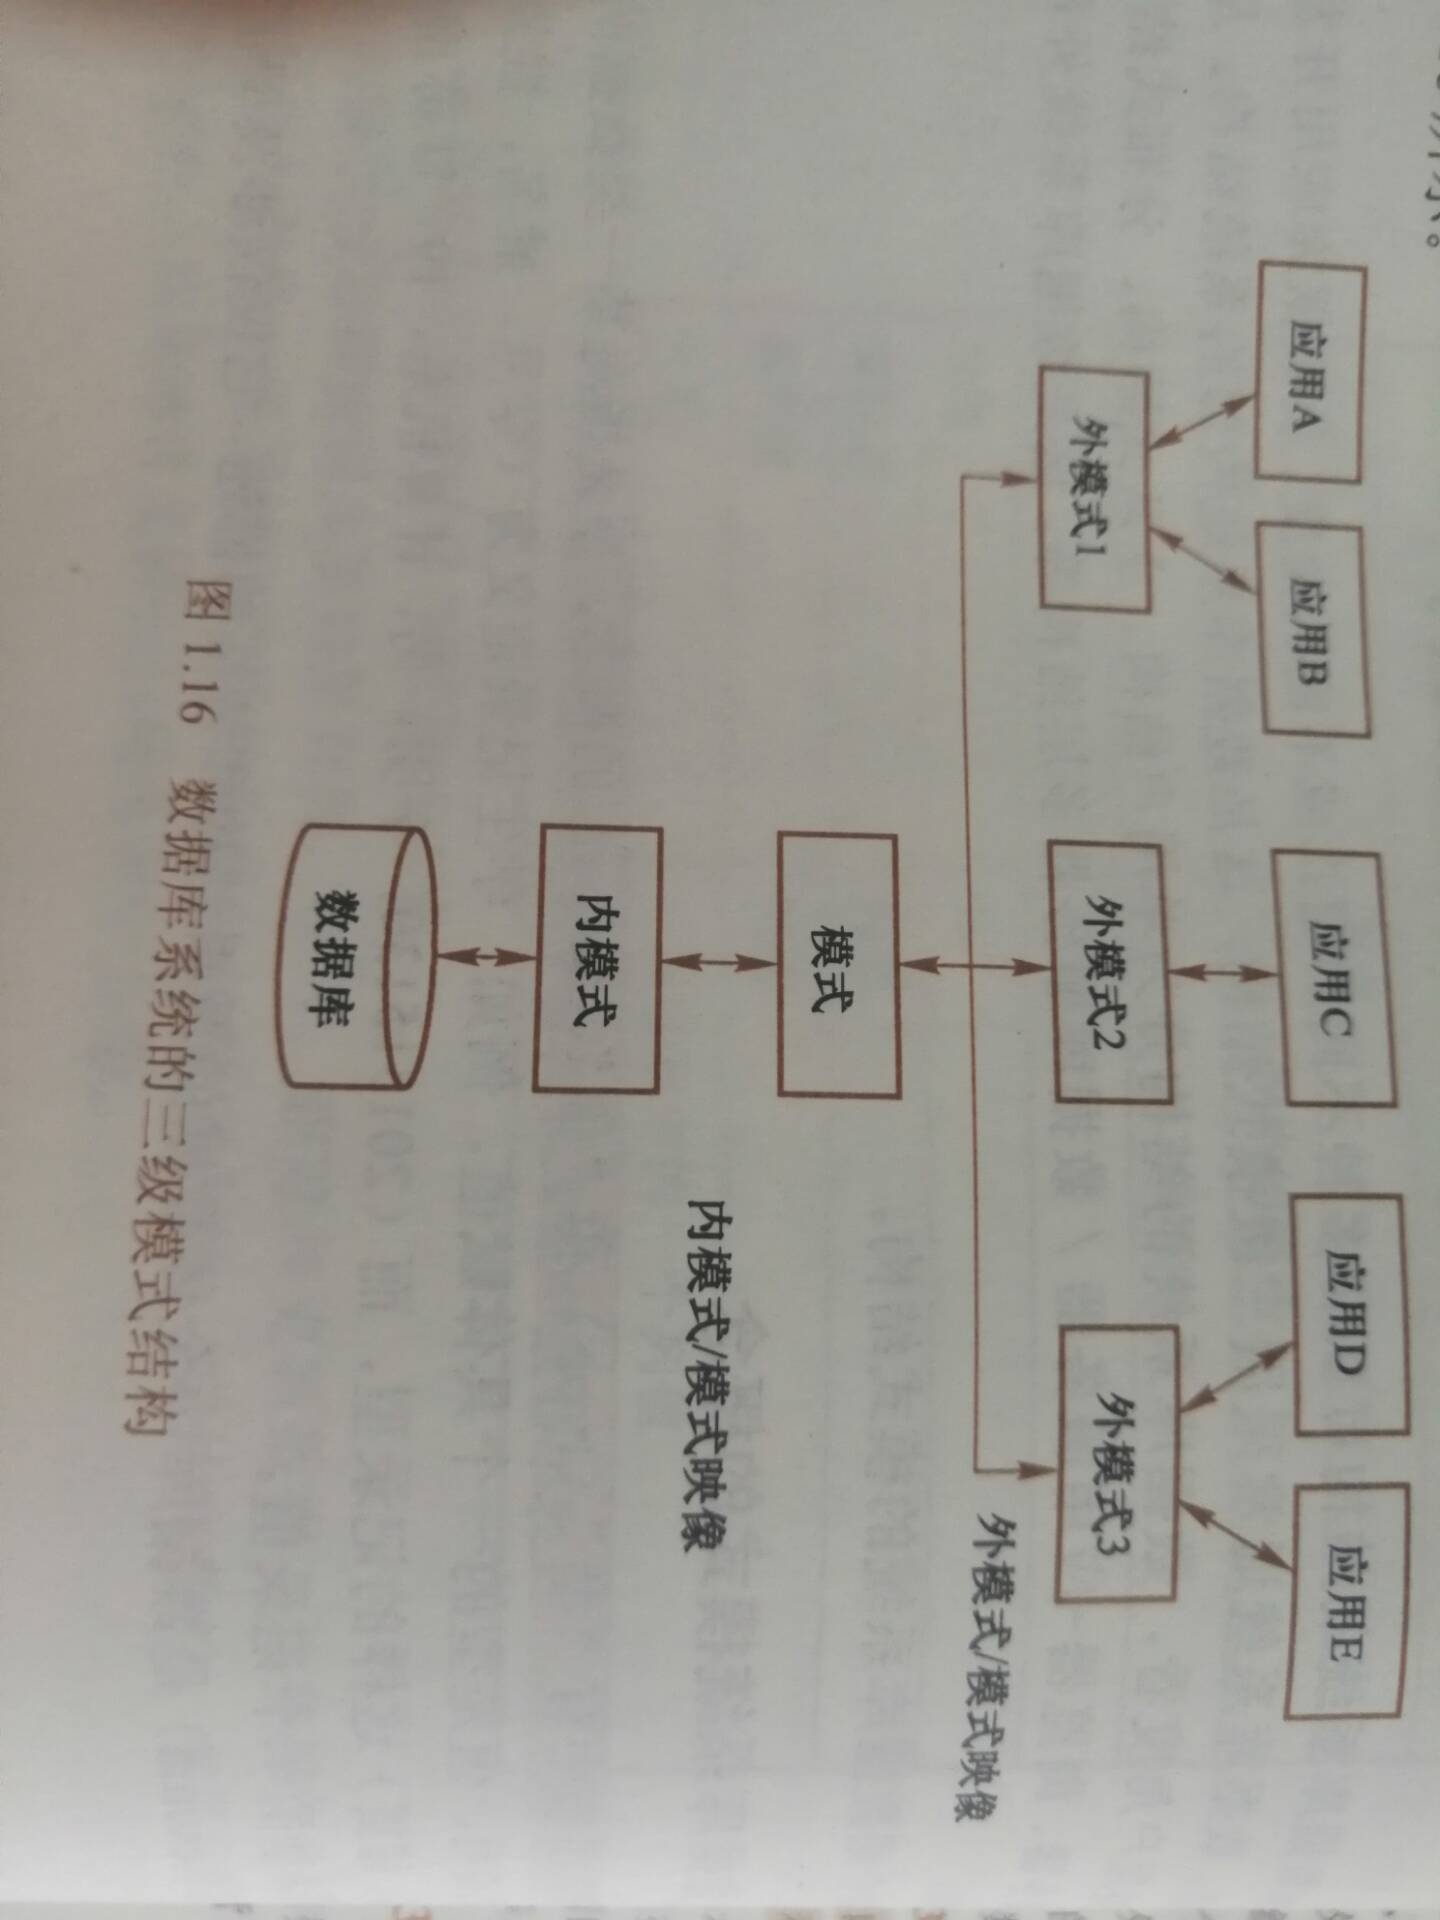 所示。
应用A
应用B
应用C
应用D
应用E
外模式1
外模式2
外模式3
外模式/模式映像
模式
内模式/模式映像
内模式
数据库
图 1.16 数据库系统的三级模式结构